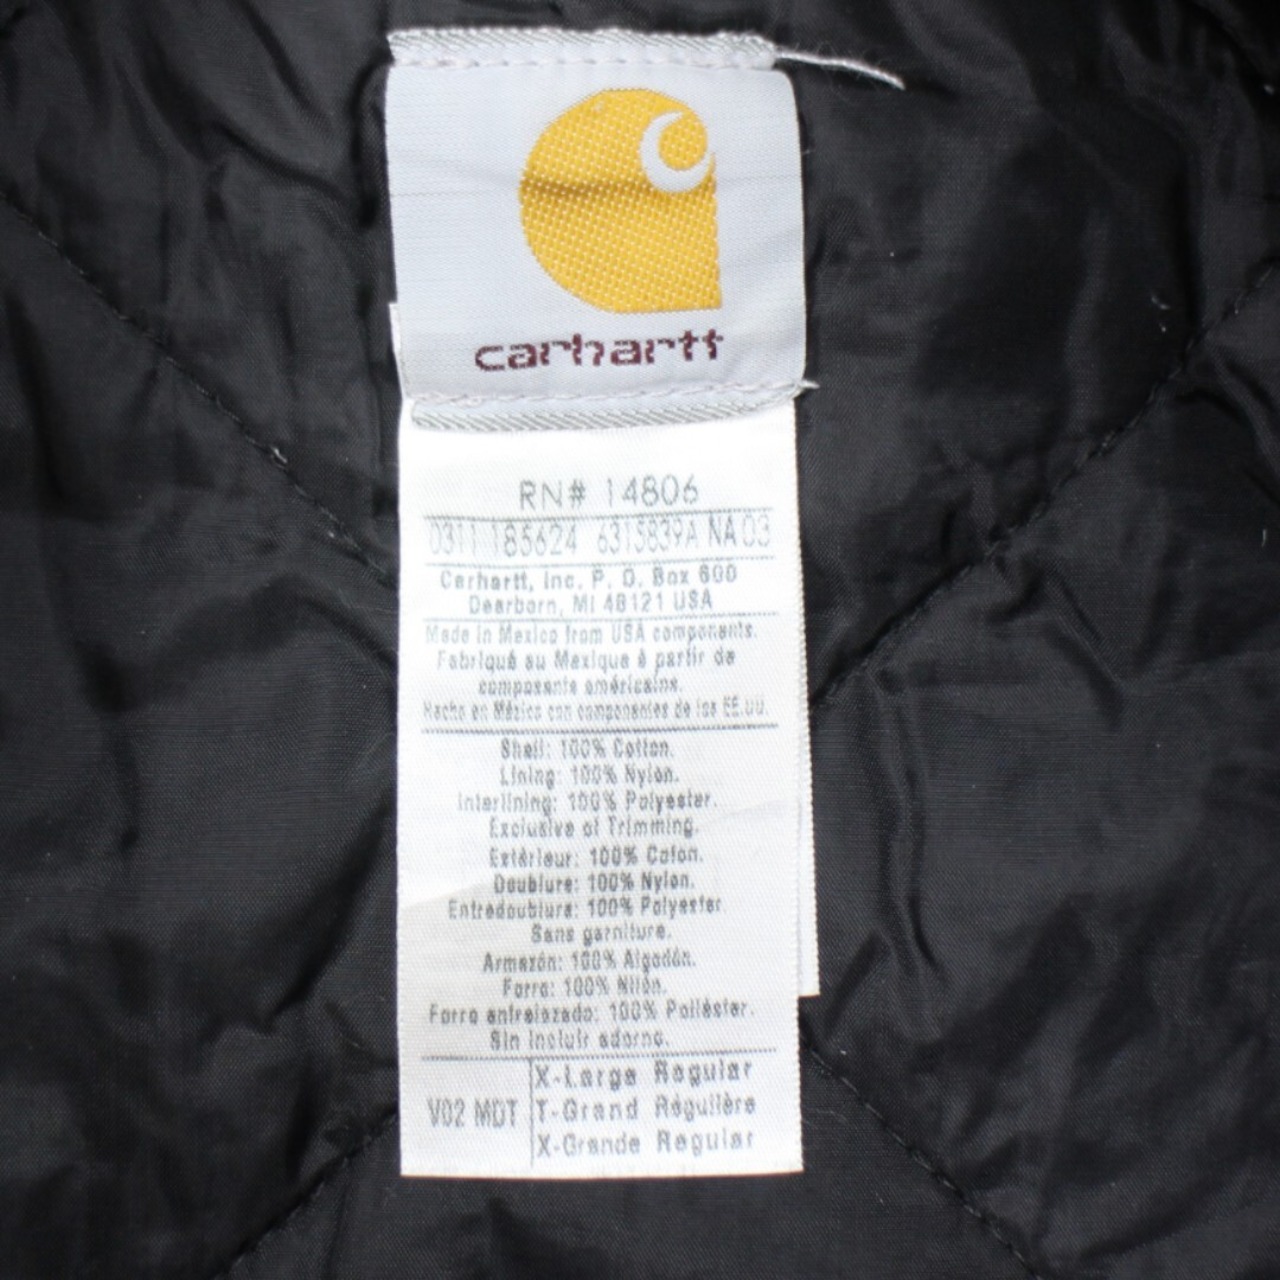 carhartt
RN# 14806
0311 185624 6315839A NA 03
Carhartt, Inc. P. O. Box 600
Dearborn, MI 48121 USA
Made in Mexico from USA components.
Fabriqué au Mexique à partir de
composants américains.
Hecho en México con componentes de los EE.UU.
Shell: 100% Cotton.
Lining: 100% Nylon.
Interlining: 100% Polyester.
Exclusive of Trimming.
Extérieur: 100% Coton.
Doublure: 100% Nylon.
Entredoublure: 100% Polyester.
Sans garniture.
Armazón: 100% Algodón.
Forro: 100% Nilón.
Forro entrelazado: 100% Poliéster.
Sin incluir adorno.
V02 MDT
X-Large Regular
T-Grand Régulière
X-Grande Regular